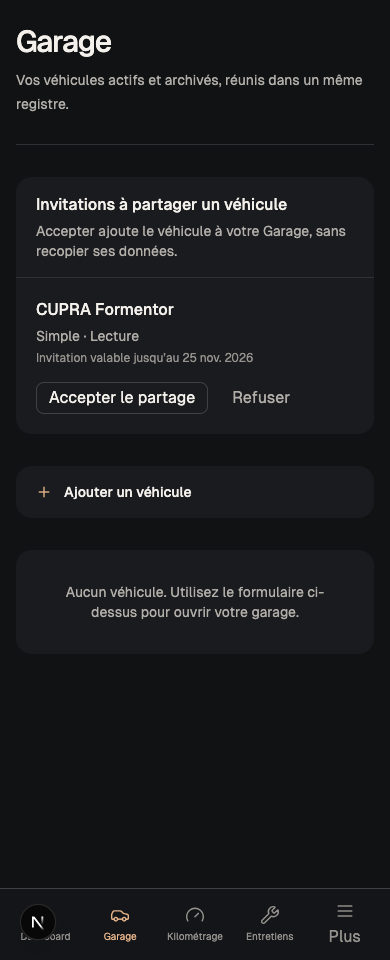 Garage
Vos véhicules actifs et archivés, réunis dans un même
registre.
Invitations à partager un véhicule
Accepter ajoute le véhicule à votre Garage, sans
recopier ses données.
CUPRA Formentor
Simple · Lecture
Invitation valable jusqu'au 25 nov. 2026
Accepter le partage
Refuser
+ Ajouter un véhicule
Aucun véhicule. Utilisez le formulaire ci-
dessus pour ouvrir votre garage.
N
Garage
Kilométrage
Entretiens
Plus